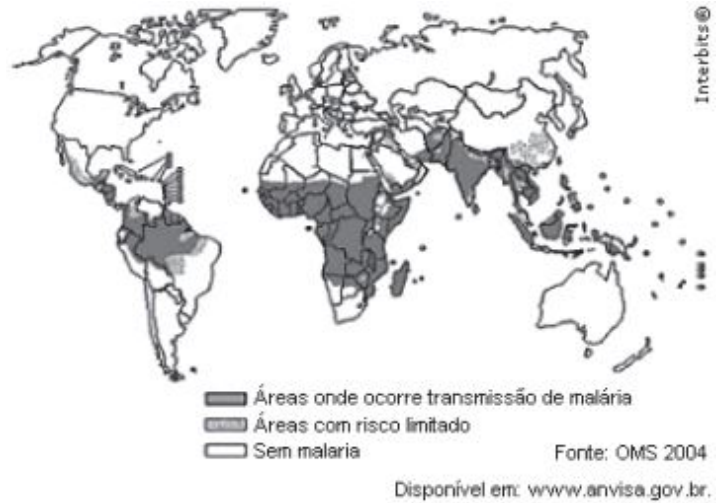 Interbits®
Áreas onde ocorre transmissão de malária
Áreas com risco limitado
Sem malaria
Fonte: OMS 2004
Disponível em: www.anvisa.gov.br.